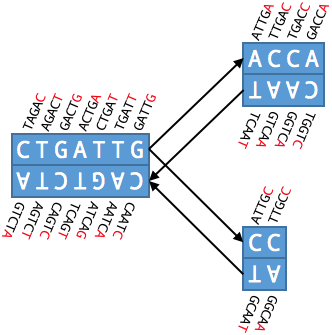 TAGAC
AGACT
GACTG
ACTGA
CTGAT
TGATT
GATTG
CTGATTG
CAGTCTA
GTCTA
AGTCT
CAGTC
TCAGT
ATCAG
AATCA
CAATC
ATTGA
TTGAC
TGACC
GACCA
ACCA
CAAT
TCAAT
GTCAA
GGTCA
TGGTC
ATTGC
TTGCC
CC
AT
GCAAT
GGCAA